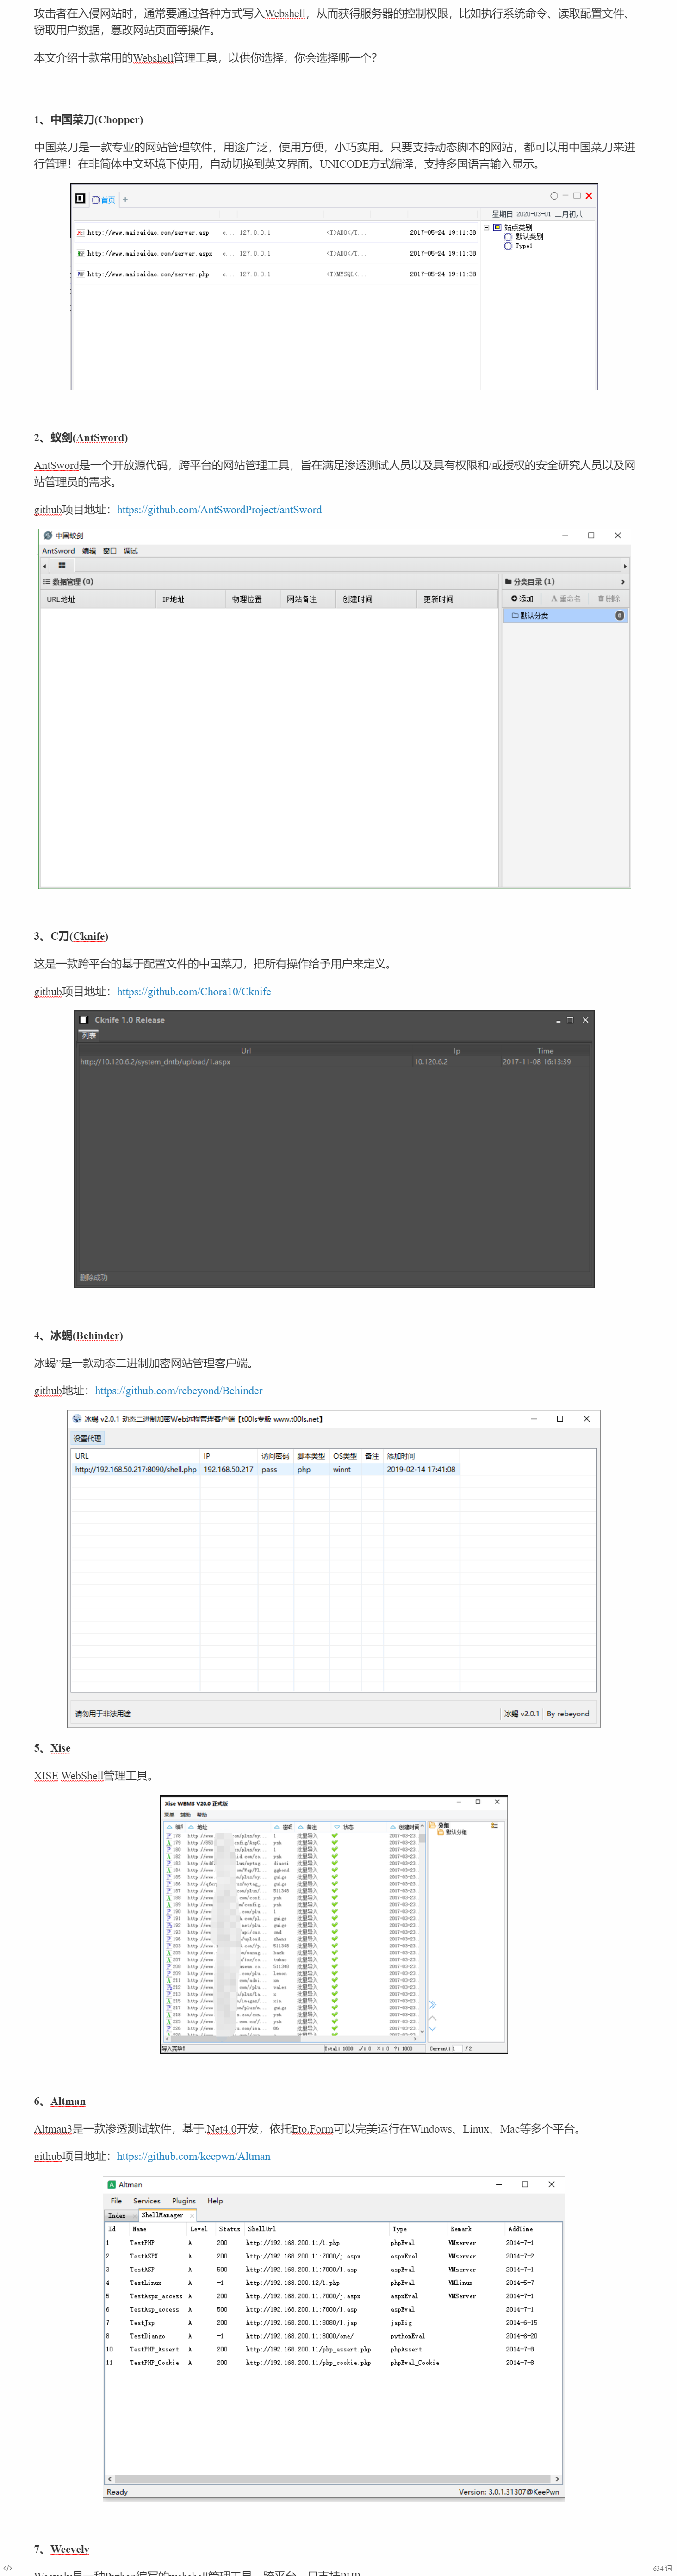 攻击者在入侵网站时，通常要通过各种方式写入Webshell，从而获得服务器的控制权限，比如执行系统命令、读取配置文件、
窃取用户数据，篡改网站页面等操作。
本文介绍十款常用的Webshell管理工具，以供你选择，你会选择哪一个?
1、中国菜刀(Chopper)
中国菜刀是一款专业的网站管理软件，用途广泛，使用方便，小巧实用。只要支持动态脚本的网站，都可以用中国菜刀来进
行管理！在非简体中文环境下使用，自动切换到英文界面。UNICODE方式编译，支持多国语言输入显示。
首页
星期日 2020-03-01 二月初八
http://www.maicaidao.com/server.asp e... 127.0.0.1 <T>ADO</T... 2017-05-24 19:11:38
http://www.maicaidao.com/server.aspx e... 127.0.0.1 <T>ADO</T... 2017-05-24 19:11:38
http://www.maicaidao.com/server.php c... 127.0.0.1 <T>MYSQL<... 2017-05-24 19:11:38
站点类别
默认类别
Type1
2、蚁剑(AntSword)
AntSword是一个开放源代码，跨平台的网站管理工具，旨在满足渗透测试人员以及具有权限和/或授权的安全研究人员以及网
站管理员的需求。
github项目地址：https://github.com/AntSwordProject/antSword
中国蚁剑
AntSword 编辑 窗口 调试
数据管理 (0)
URL地址 IP地址 物理位置 网站备注 创建时间 更新时间
分类目录 (1)
添加 重命名 删除
默认分类 0
3、C刀(Cknife)
这是一款跨平台的基于配置文件的中国菜刀，把所有操作给予用户来定义。
github项目地址：https://github.com/Chora10/Cknife
Cknife 1.0 Release
列表
Url Ip Time
http://10.120.6.2/system_dntb/upload/1.aspx 10.120.6.2 2017-11-08 16:13:39
删除成功
4、冰蝎(Behinder)
冰蝎”是一款动态二进制加密网站管理客户端。
github地址：https://github.com/rebeyond/Behinder
冰蝎 v2.0.1 动态二进制加密Web远程管理客户端【t00ls专版 www.t00ls.net】
设置代理
URL IP 访问密码 脚本类型 OS类型 备注 添加时间
http://192.168.50.217:8090/shell.php 192.168.50.217 pass php winnt 2019-02-14 17:41:08
请勿用于非法用途 冰蝎 v2.0.1 By rebeyond
5、Xise
XISE WebShell管理工具。
Xise WBMS V20.0 正式版
菜单 辅助 帮助
地址 备注 状态 创建时间
分组
默认分组
导入完毕!
6、Altman
Altman3是一款渗透测试软件，基于.Net4.0开发，依托Eto.Form可以完美运行在Windows、Linux、Mac等多个平台。
github项目地址：https://github.com/keepwn/Altman
Altman
File Services Plugins Help
Index ShellManager
Id Name Level Status ShellUrl Type Remark AddTime
1 TestPHP A 200 http://192.168.200.11/1.php phpEval VMserver 2014-7-1
2 TestASPX A 200 http://192.168.200.11:7000/j.aspx aspxEval VMserver 2014-7-2
3 TestASP A 500 http://192.168.200.11:7000/1.asp aspEval VMserver 2014-7-1
4 TestLinux A -1 http://192.168.200.12/1.php phpEval VMlinux 2014-5-7
5 TestAspx_access A 200 http://192.168.200.11:7000/j.aspx aspxEval VMServer 2014-7-1
6 TestAsp_access A 500 http://192.168.200.11:7000/1.asp aspEval 2014-7-1
7 TestJsp A 200 http://192.168.200.11:8080/1.jsp jspBig 2014-6-15
8 TestDjango A -1 http://192.168.200.11:8000/one/ pythonEval 2014-6-20
10 TestPHP_Assert A 200 http://192.168.200.11/php_assert.php phpAssert 2014-7-8
11 TestPHP_Cookie A 200 http://192.168.200.11/php_cookie.php phpEval_Cookie 2014-7-8
Ready Version: 3.0.1.31307@KeePwn
7、Weevely
Weevely是一种Python编写的webshell管理工具，跨平台，只支持PHP。
</> 834 词